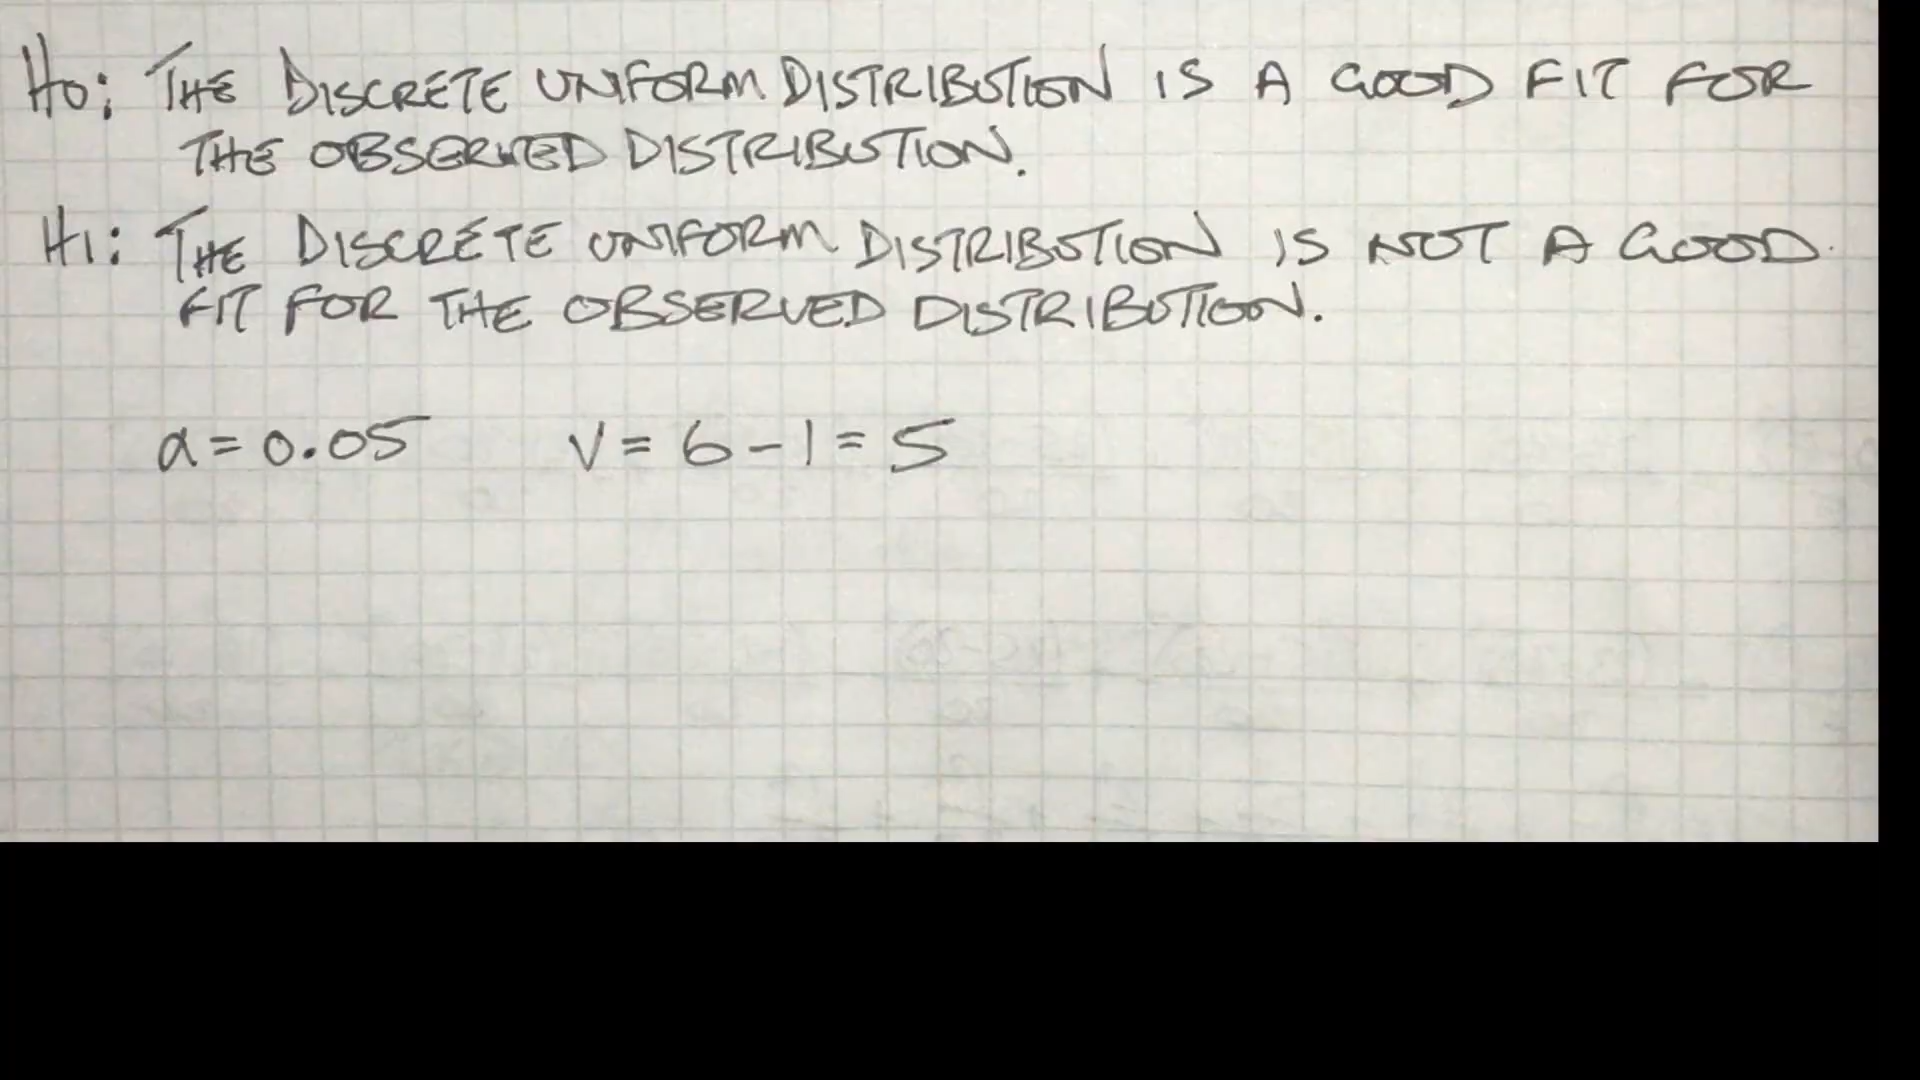 H0: THE DISCRETE UNIFORM DISTRIBUTION IS A GOOD FIT FOR
THE OBSERVED DISTRIBUTION.
H1: THE DISCRETE UNIFORM DISTRIBUTION IS NOT A GOOD
FIT FOR THE OBSERVED DISTRIBUTION.
α = 0.05 ν = 6 - 1 = 5